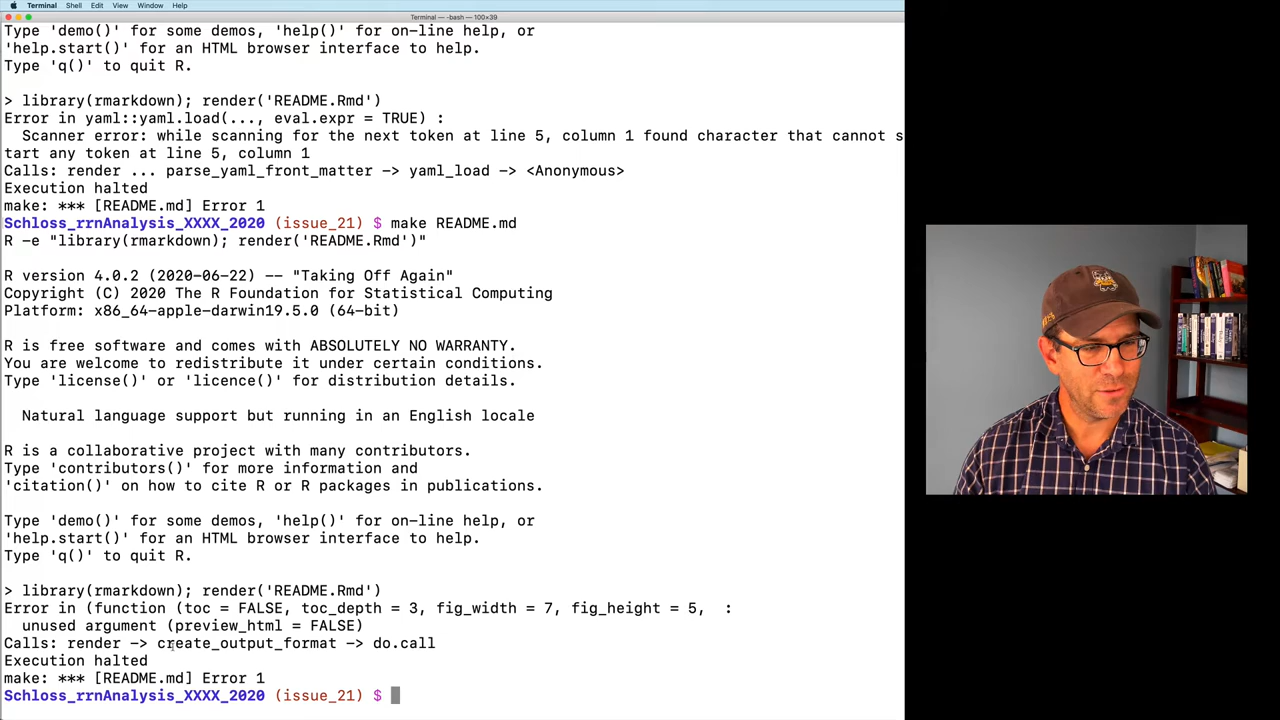 Terminal Shell Edit View Window Help
Terminal — -bash — 100×39
Type 'demo()' for some demos, 'help()' for on-line help, or
'help.start()' for an HTML browser interface to help.
Type 'q()' to quit R.
> library(rmarkdown); render('README.Rmd')
Error in yaml::yaml.load(..., eval.expr = TRUE) :
Scanner error: while scanning for the next token at line 5, column 1 found character that cannot s
tart any token at line 5, column 1
Calls: render ... parse_yaml_front_matter -> yaml_load -> <Anonymous>
Execution halted
make: *** [README.md] Error 1
Schloss_rrnAnalysis_XXXX_2020 (issue_21) $ make README.md
R -e "library(rmarkdown); render('README.Rmd')"
R version 4.0.2 (2020-06-22) -- "Taking Off Again"
Copyright (C) 2020 The R Foundation for Statistical Computing
Platform: x86_64-apple-darwin19.5.0 (64-bit)
R is free software and comes with ABSOLUTELY NO WARRANTY.
You are welcome to redistribute it under certain conditions.
Type 'license()' or 'licence()' for distribution details.
Natural language support but running in an English locale
R is a collaborative project with many contributors.
Type 'contributors()' for more information and
'citation()' on how to cite R or R packages in publications.
Type 'demo()' for some demos, 'help()' for on-line help, or
'help.start()' for an HTML browser interface to help.
Type 'q()' to quit R.
> library(rmarkdown); render('README.Rmd')
Error in (function (toc = FALSE, toc_depth = 3, fig_width = 7, fig_height = 5, :
unused argument (preview_html = FALSE)
Calls: render -> create_output_format -> do.call
Execution halted
make: *** [README.md] Error 1
Schloss_rrnAnalysis_XXXX_2020 (issue_21) $